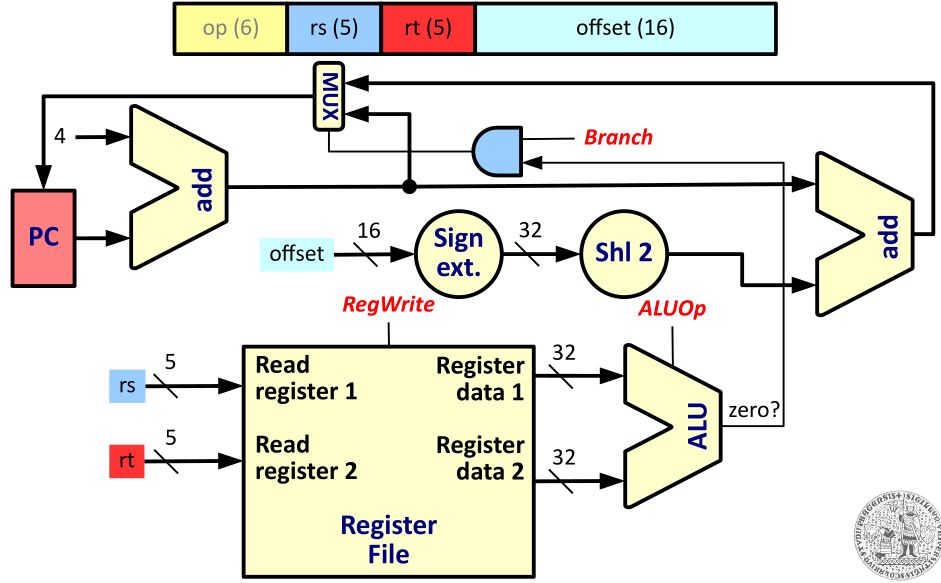 op (6) rs (5) rt (5) offset (16)
MUX
4
Branch
add
PC
add
offset
16
Sign
ext.
32
Shl 2
RegWrite
ALUOp
rs
5
Read
register 1
Register
data 1
32
ALU
zero?
rt
5
Read
register 2
Register
data 2
32
Register
File